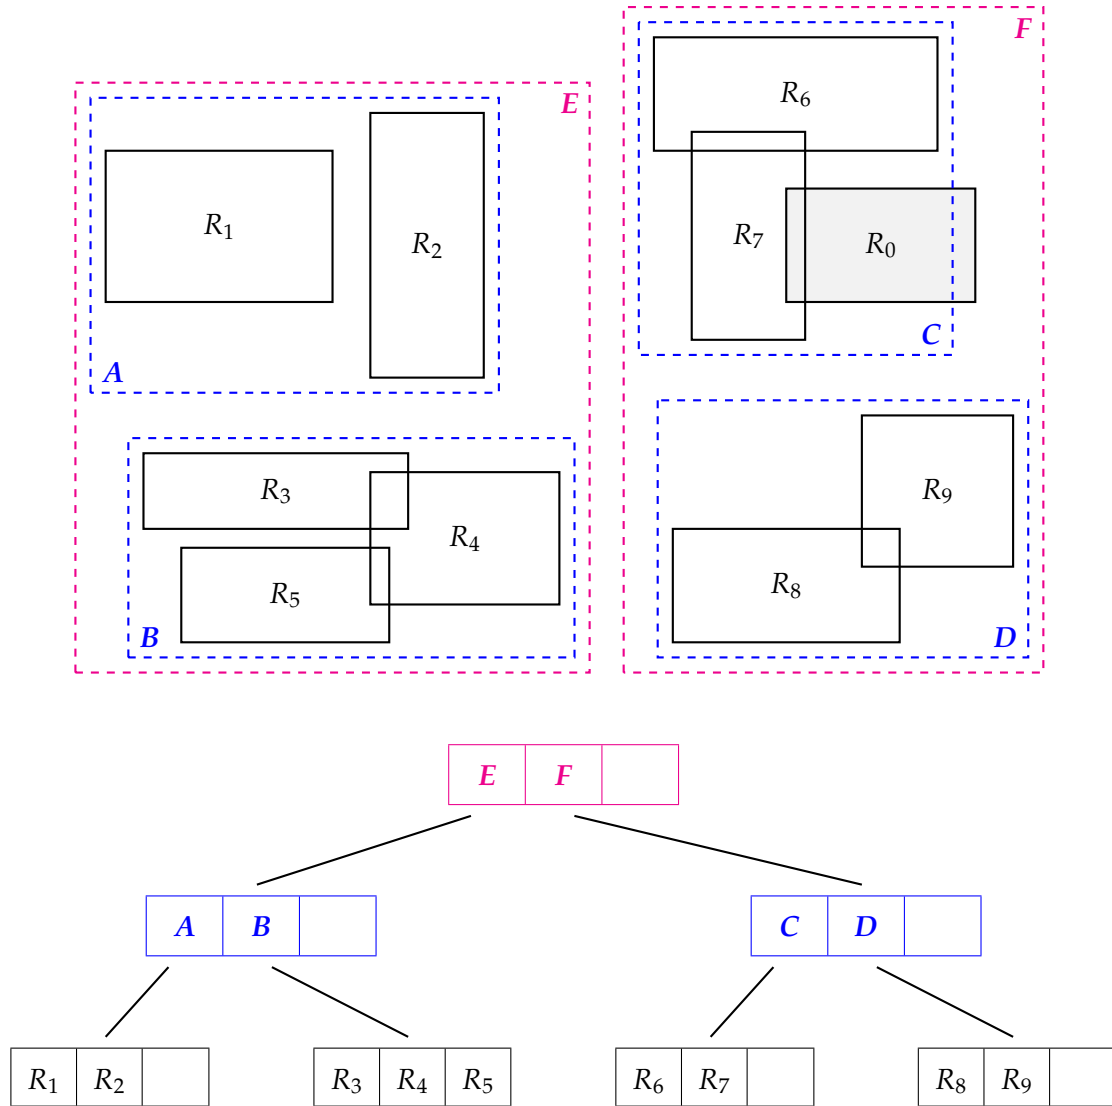 F
E
R₆
R₁
R₂
R₇
R₀
C
A
R₃
R₄
R₉
R₅
R₈
B
D
E F
A B
C D
R₁ R₂
R₃ R₄ R₅
R₆ R₇
R₈ R₉